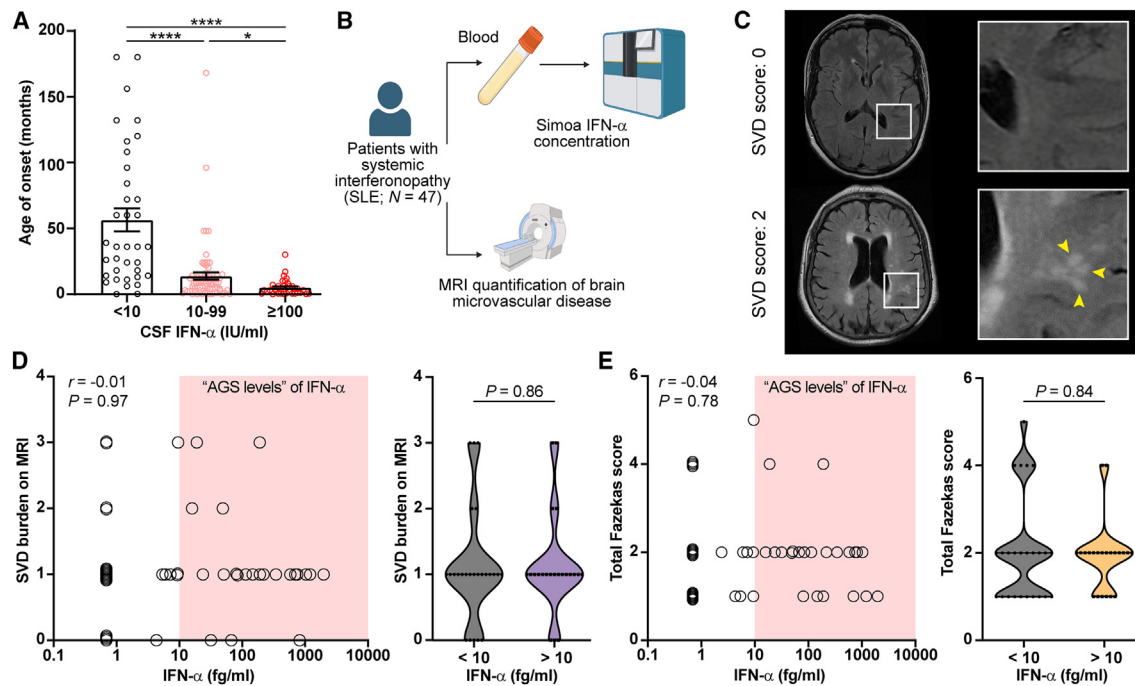 A
****
****
*
200
150
100
50
0
Age of onset (months)
<10
10-99
≥100
CSF IFN-α (IU/ml)
B
Blood
Patients with
systemic
interferonopathy
(SLE; N = 47)
Simoa IFN-α
concentration
MRI quantification of brain
microvascular disease
C
SVD score: 0
SVD score: 2
D
r = -0.01
P = 0.97
"AGS levels" of IFN-α
4
3
2
1
0
SVD burden on MRI
0.1
1
10
100
1000
10000
IFN-α (fg/ml)
P = 0.86
4
3
2
1
0
SVD burden on MRI
< 10
> 10
IFN-α (fg/ml)
E
r = -0.04
P = 0.78
"AGS levels" of IFN-α
6
4
2
0
Total Fazekas score
0.1
1
10
100
1000
10000
IFN-α (fg/ml)
P = 0.84
6
4
2
0
Total Fazekas score
< 10
> 10
IFN-α (fg/ml)